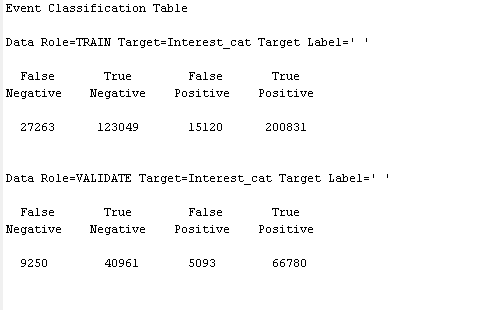 Event Classification Table
Data Role=TRAIN Target=Interest_cat Target Label=' '
False True False True
Negative Negative Positive Positive
27263 123049 15120 200831
Data Role=VALIDATE Target=Interest_cat Target Label=' '
False True False True
Negative Negative Positive Positive
9250 40961 5093 66780